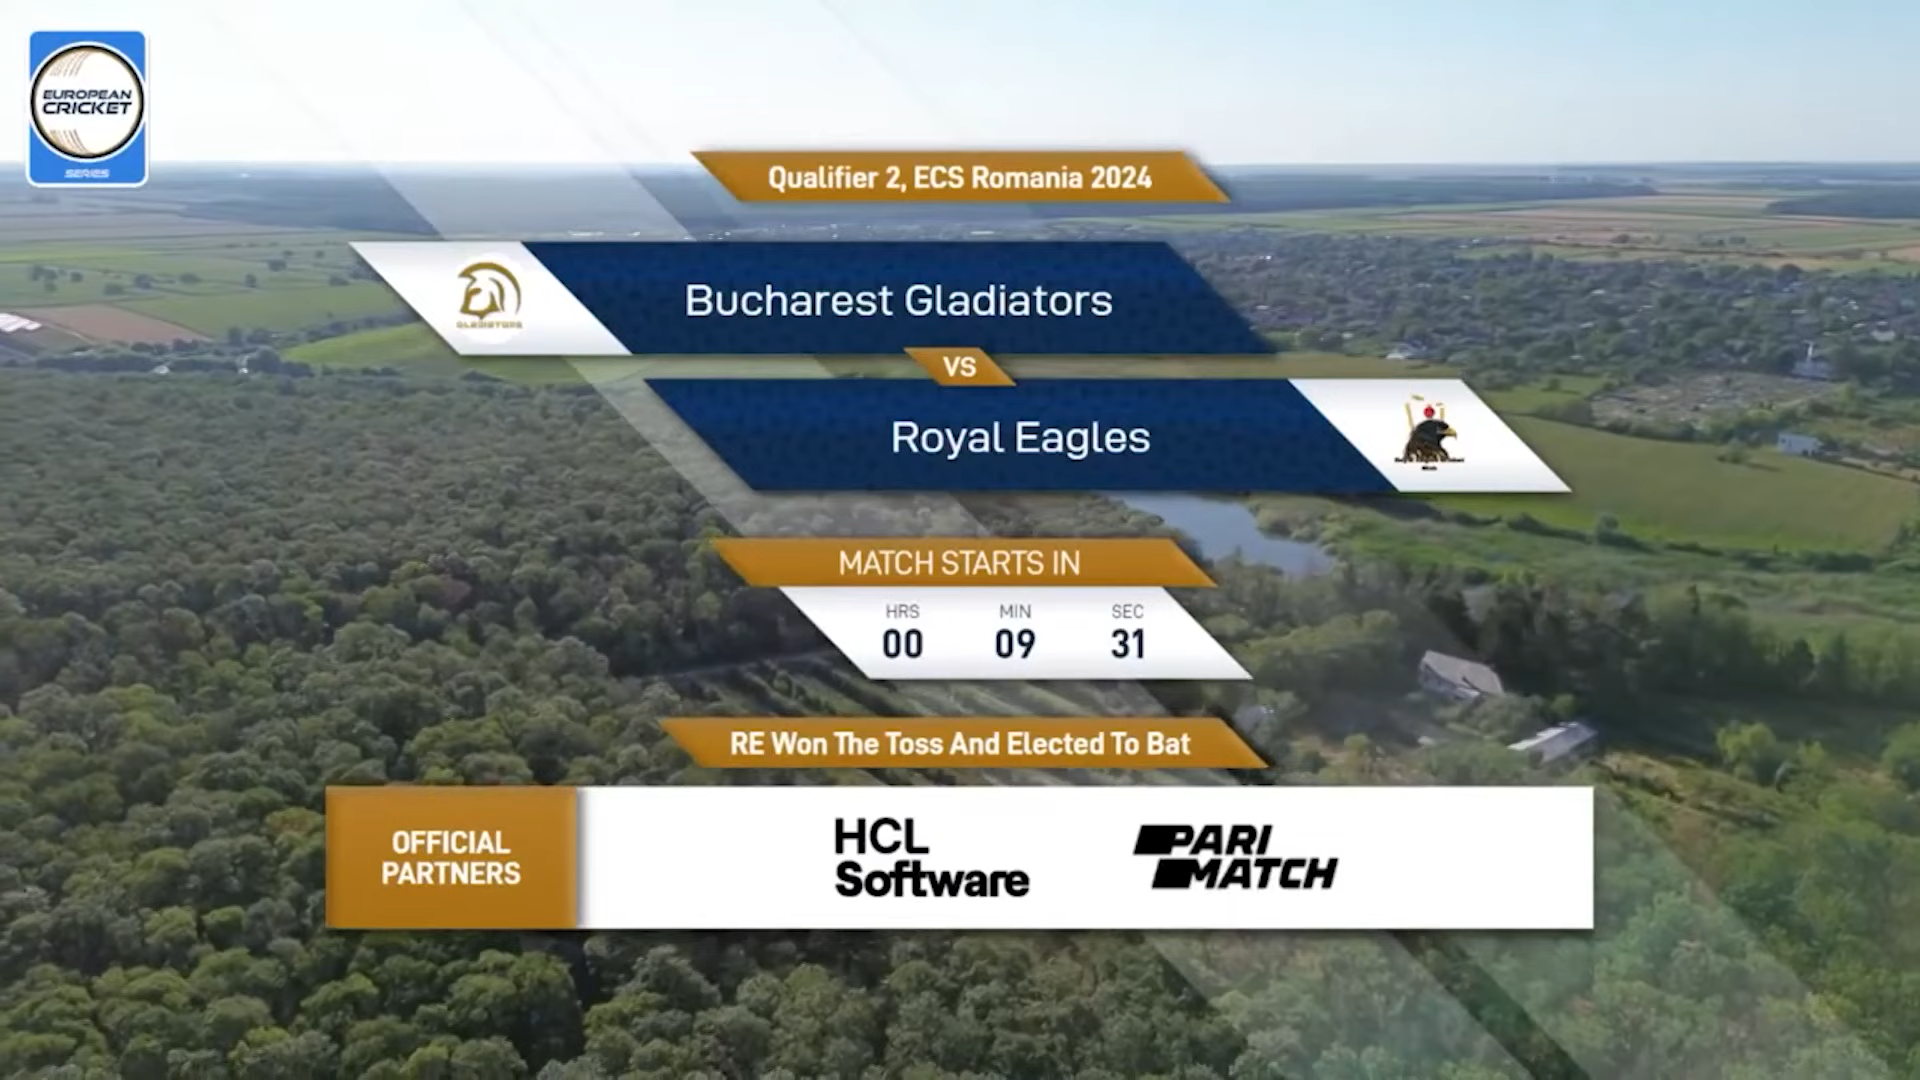 EUROPEAN
CRICKET
SERIES
Qualifier 2, ECS Romania 2024
GLADIATORS
Bucharest Gladiators
VS
Royal Eagles
MATCH STARTS IN
HRS MIN SEC
00 09 31
RE Won The Toss And Elected To Bat
OFFICIAL
PARTNERS
HCL
Software
PARI
MATCH